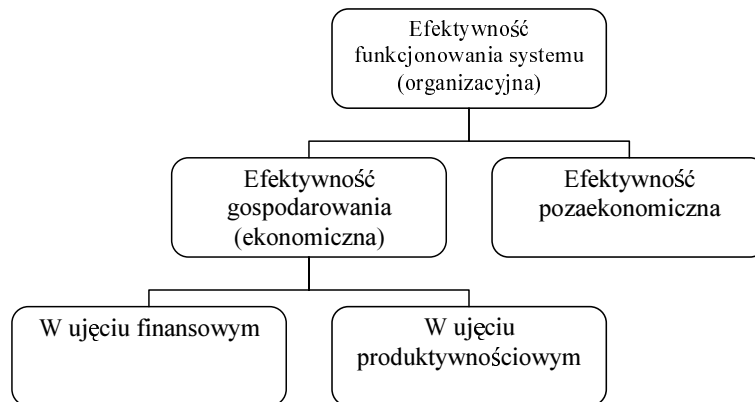 Efektywność
funkcjonowania systemu
(organizacyjna)
Efektywność
gospodarowania
(ekonomiczna)
Efektywność
pozaekonomiczna
W ujęciu finansowym
W ujęciu
produktywnościowym